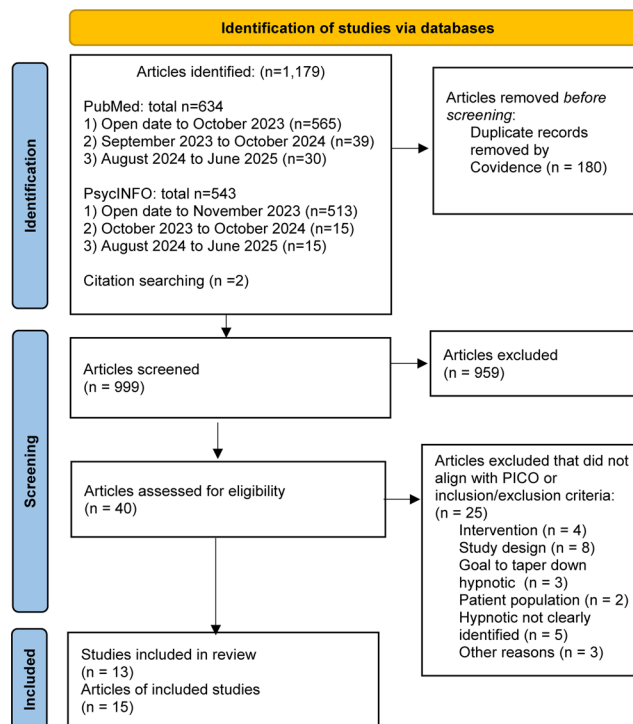 Identification of studies via databases
Identification
Articles identified: (n=1,179)
PubMed: total n=634
1) Open date to October 2023 (n=565)
2) September 2023 to October 2024 (n=39)
3) August 2024 to June 2025 (n=30)
PsycINFO: total n=543
1) Open date to November 2023 (n=513)
2) October 2023 to October 2024 (n=15)
3) August 2024 to June 2025 (n=15)
Citation searching (n =2)
Articles removed before
screening:
Duplicate records
removed by
Covidence (n = 180)
Screening
Articles screened
(n = 999)
Articles excluded
(n = 959)
Articles assessed for eligibility
(n = 40)
Articles excluded that did not
align with PICO or
inclusion/exclusion criteria:
(n = 25)
Intervention (n = 4)
Study design (n = 8)
Goal to taper down
hypnotic (n = 3)
Patient population (n = 2)
Hypnotic not clearly
identified (n = 5)
Other reasons (n = 3)
Included
Studies included in review
(n = 13)
Articles of included studies
(n = 15)